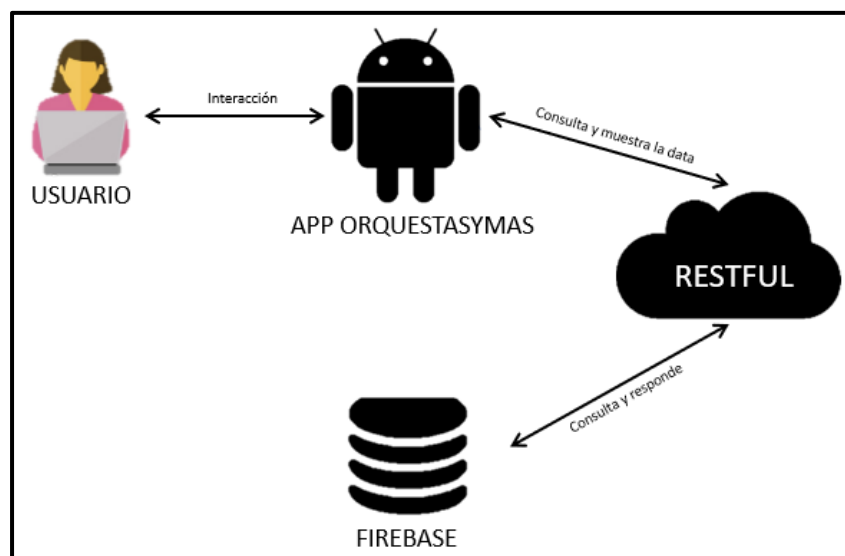 Interacción
Consulta y muestra la data
USUARIO
APP ORQUESTASYMAS
RESTFUL
Consulta y responde
FIREBASE